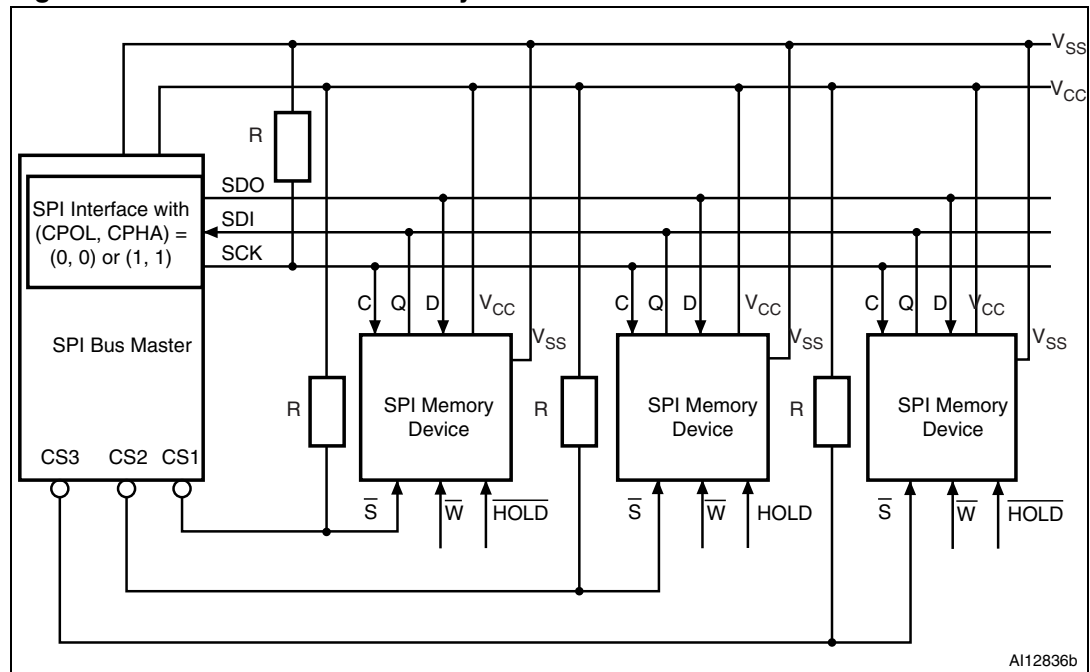 VSS
VCC
R
SDO
SPI Interface with
(CPOL, CPHA) =
(0, 0) or (1, 1)
SDI
SCK
SPI Bus Master
CS3 CS2 CS1
C Q D VCC
VSS
C Q D VCC
VSS
C Q D VCC
VSS
R
SPI Memory
Device
R
SPI Memory
Device
R
SPI Memory
Device
S̅ W̅ H̅O̅L̅D̅
S̅ W̅ HOLD
S̅ W̅ H̅O̅L̅D̅
AI12836b